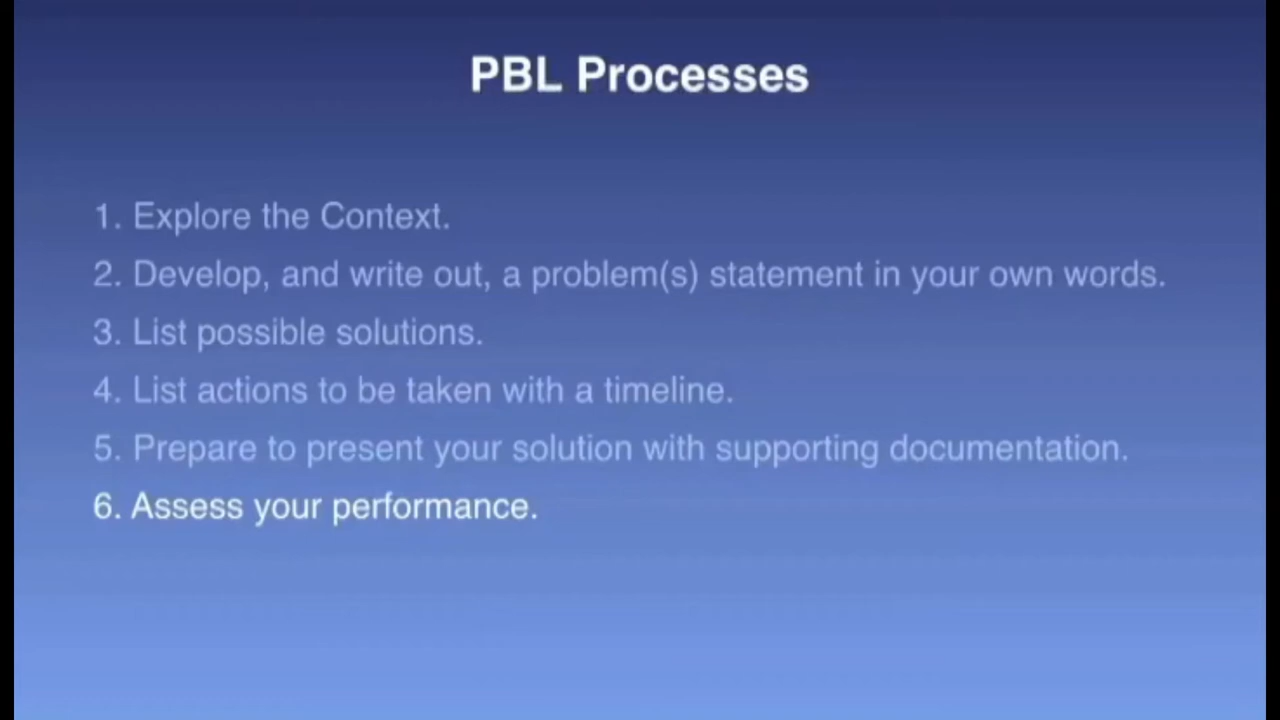 PBL Processes
1. Explore the Context.
2. Develop, and write out, a problem(s) statement in your own words.
3. List possible solutions.
4. List actions to be taken with a timeline.
5. Prepare to present your solution with supporting documentation.
6. Assess your performance.